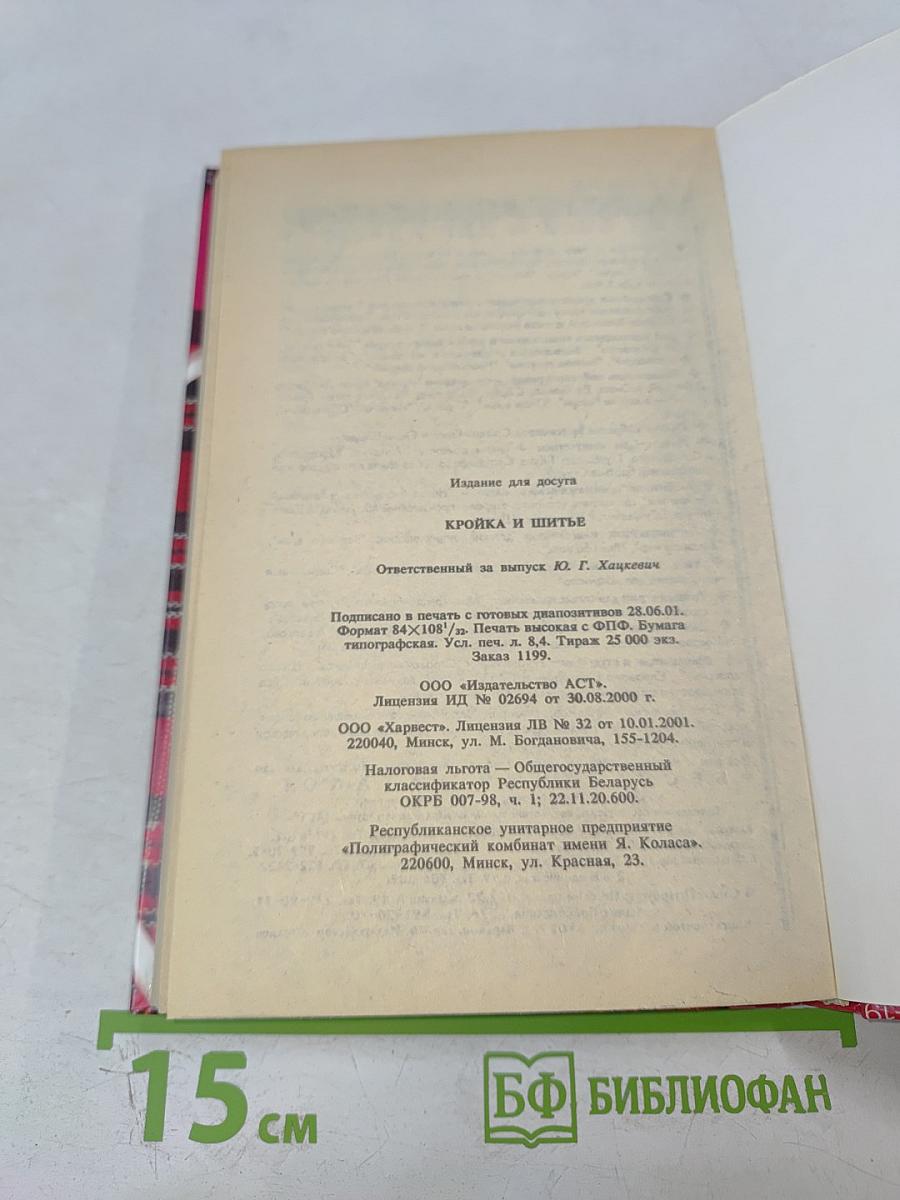 Издание для досуга
КРОЙКА И ШИТЬЕ
Ответственный за выпуск Ю. Г. Хацкевич
Подписано в печать с готовых диапозитивов 28.06.01.
Формат 84×108¹/₃₂. Печать высокая с ФПФ. Бумага
типографская. Усл. печ. л. 8,4. Тираж 25 000 экз.
Заказ 1199.
ООО «Издательство АСТ».
Лицензия ИД № 02694 от 30.08.2000 г.
ООО «Харвест». Лицензия ЛВ № 32 от 10.01.2001.
220040, Минск, ул. М. Богдановича, 155-1204.
Налоговая льгота — Общегосударственный
классификатор Республики Беларусь
ОКРБ 007-98, ч. 1; 22.11.20.600.
Республиканское унитарное предприятие
«Полиграфический комбинат имени Я. Коласа».
220600, Минск, ул. Красная, 23.
15 см
БФ БИБЛИОФАН